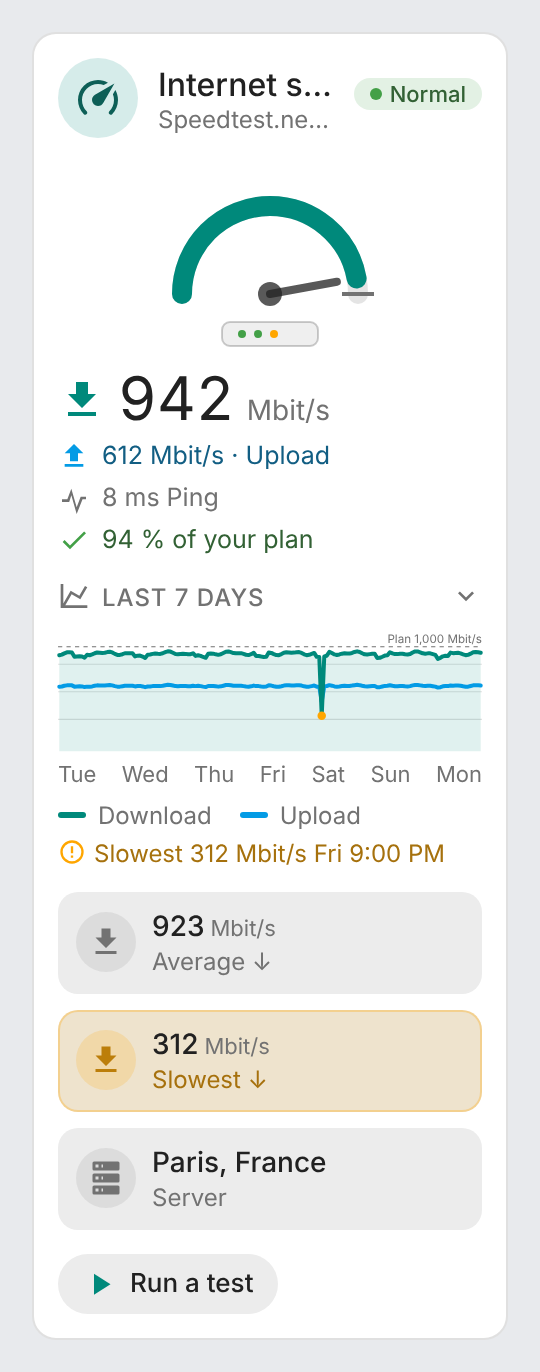 Internet s...
Speedtest.ne...
Normal
942 Mbit/s
612 Mbit/s · Upload
8 ms Ping
94 % of your plan
LAST 7 DAYS
Plan 1,000 Mbit/s
Tue Wed Thu Fri Sat Sun Mon
Download Upload
Slowest 312 Mbit/s Fri 9:00 PM
923 Mbit/s
Average ↓
312 Mbit/s
Slowest ↓
Paris, France
Server
Run a test